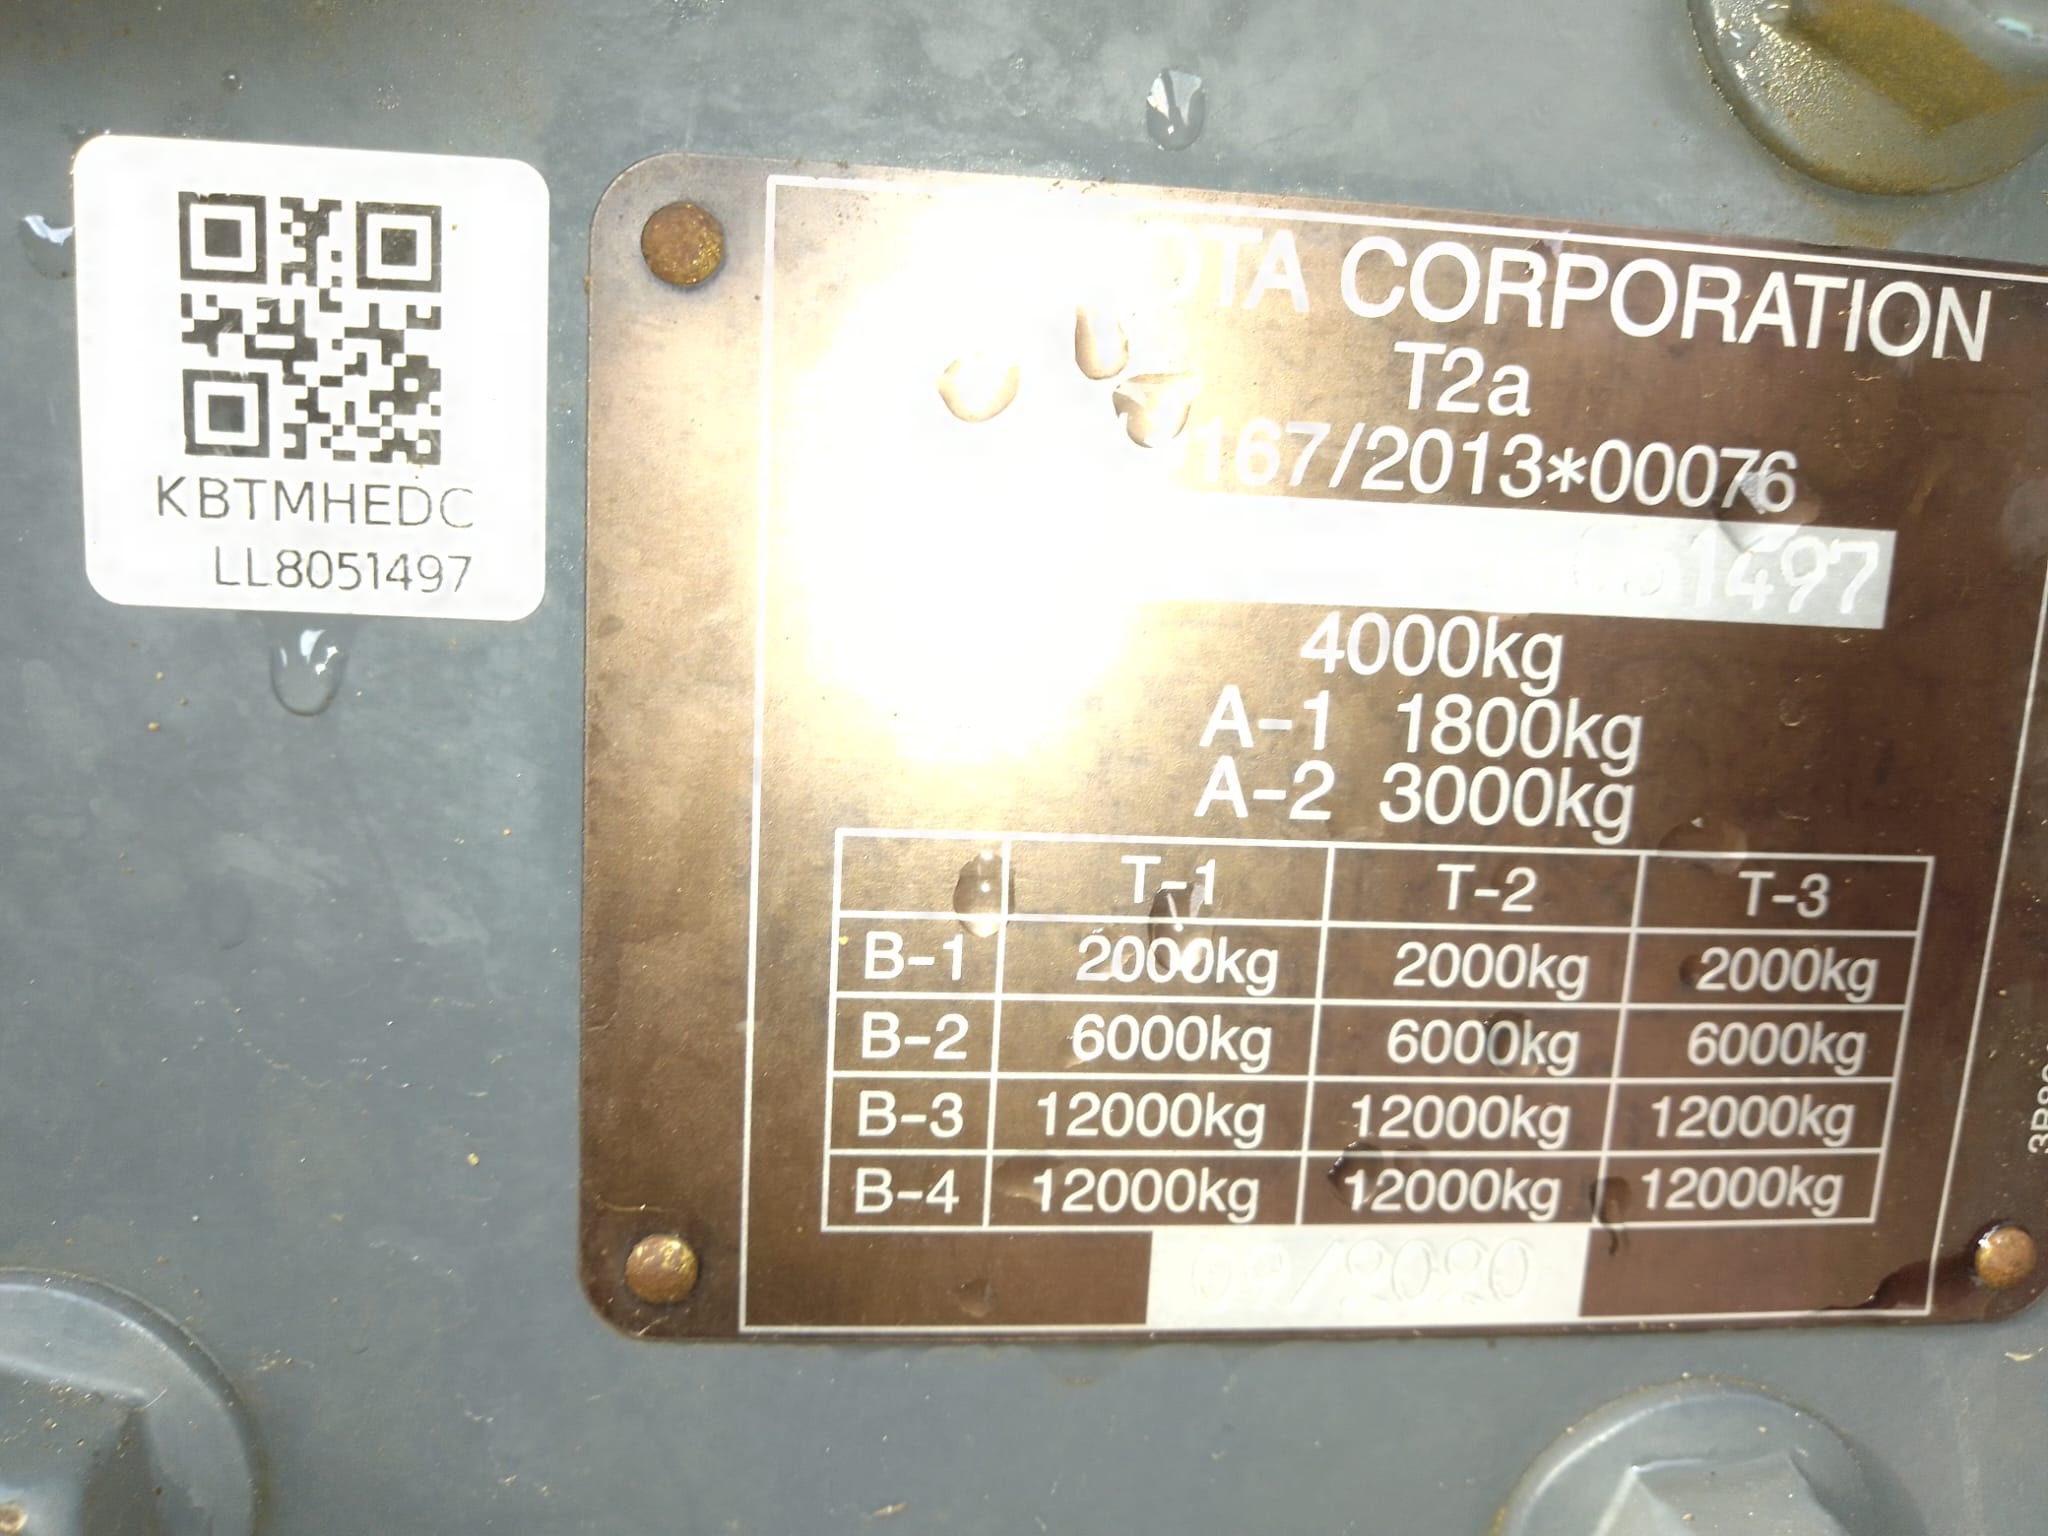 KBTMHEDC
LL8051497
CORPORATION
T2a
167/2013*00076
51497
4000kg
A-1 1800kg
A-2 3000kg
T-1 T-2 T-3
B-1 2000kg 2000kg 2000kg
B-2 6000kg 6000kg 6000kg
B-3 12000kg 12000kg 12000kg
B-4 12000kg 12000kg 12000kg